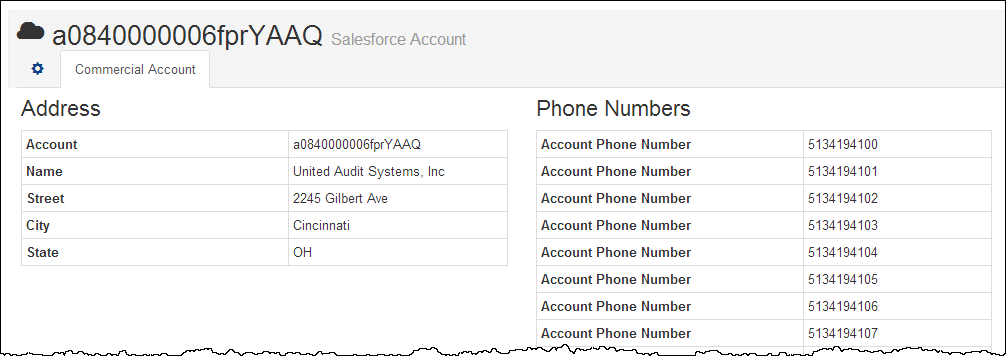 a0840000006fprYAAQ Salesforce Account
Commercial Account
Address
Account a0840000006fprYAAQ
Name United Audit Systems, Inc
Street 2245 Gilbert Ave
City Cincinnati
State OH
Phone Numbers
Account Phone Number 5134194100
Account Phone Number 5134194101
Account Phone Number 5134194102
Account Phone Number 5134194103
Account Phone Number 5134194104
Account Phone Number 5134194105
Account Phone Number 5134194106
Account Phone Number 5134194107